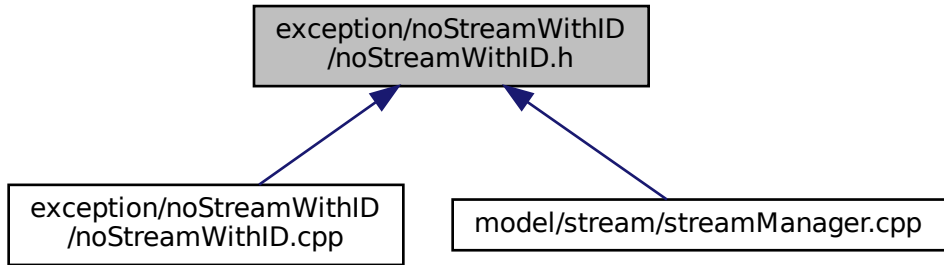 exception/noStreamWithID
/noStreamWithID.h
exception/noStreamWithID
/noStreamWithID.cpp
model/stream/streamManager.cpp